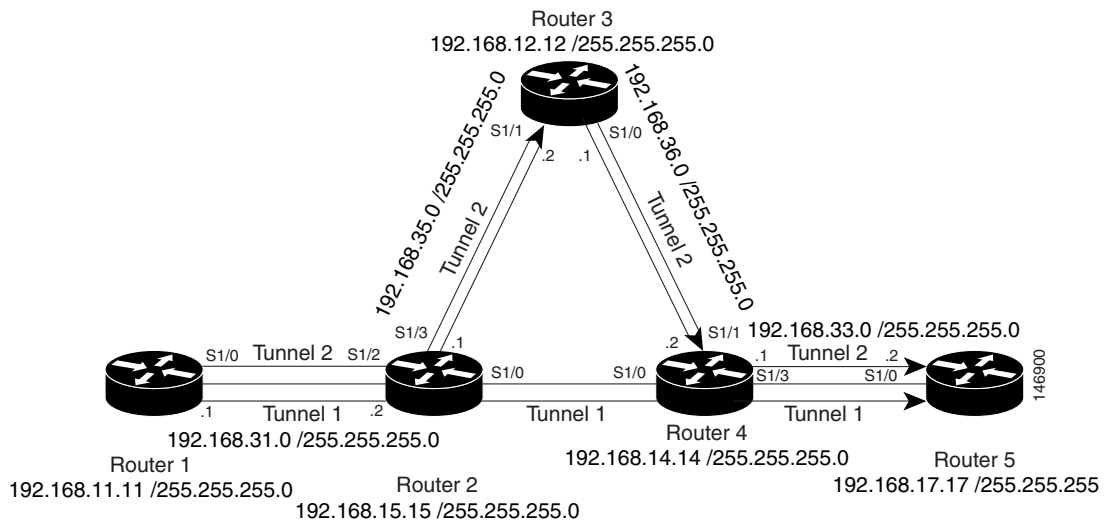 Router 3
192.168.12.12 /255.255.255.0
S1/1
S1/0
.2
.1
192.168.35.0 /255.255.255.0
Tunnel 2
192.168.36.0 /255.255.255.0
Tunnel 2
S1/3
.1
.2
S1/1
192.168.33.0 /255.255.255.0
S1/0
Tunnel 2
S1/2
S1/0
S1/0
.1
Tunnel 2
.2
S1/3
S1/0
.1
Tunnel 1
.2
Tunnel 1
Tunnel 1
146900
192.168.31.0 /255.255.255.0
Router 4
192.168.14.14 /255.255.255.0
Router 1
192.168.11.11 /255.255.255.0
Router 2
192.168.15.15 /255.255.255.0
Router 5
192.168.17.17 /255.255.255